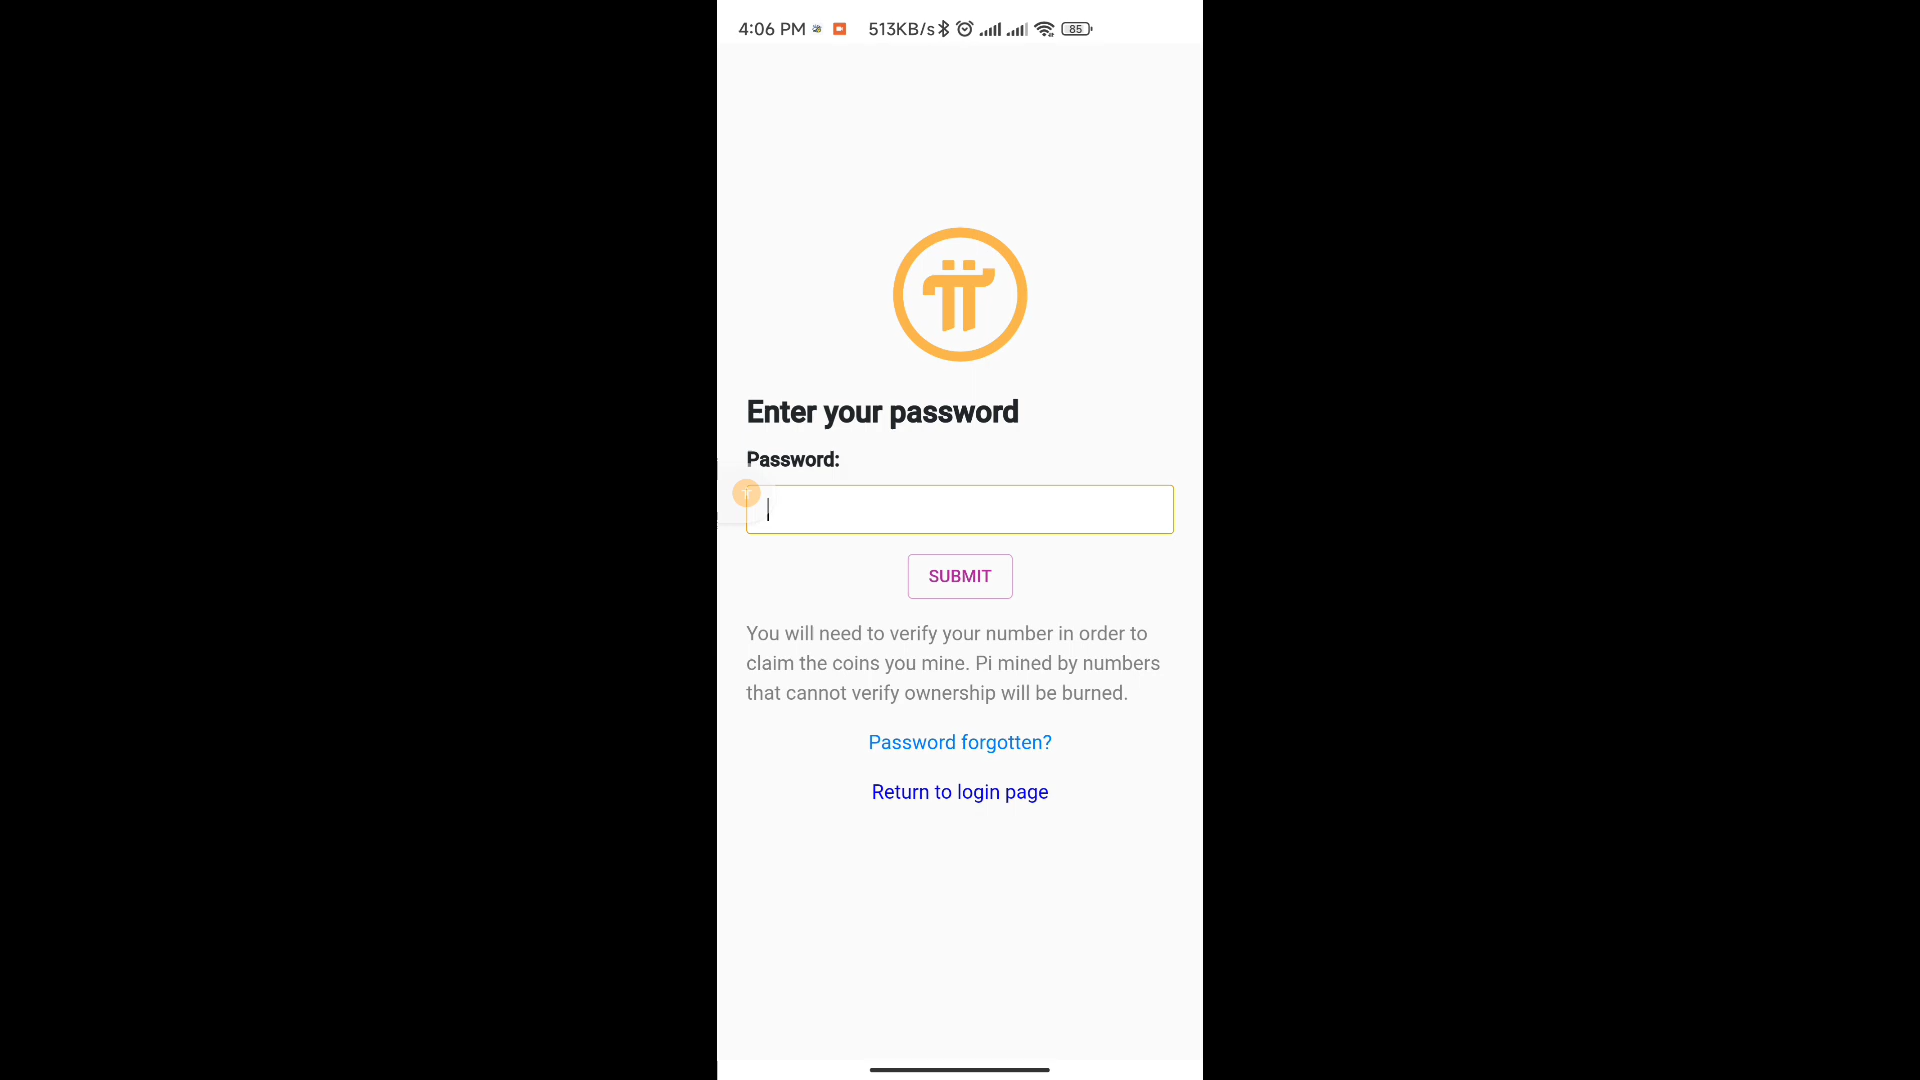 4:06 PM 513KB/s 85
Enter your password
Password:
SUBMIT
You will need to verify your number in order to
claim the coins you mine. Pi mined by numbers
that cannot verify ownership will be burned.
Password forgotten?
Return to login page